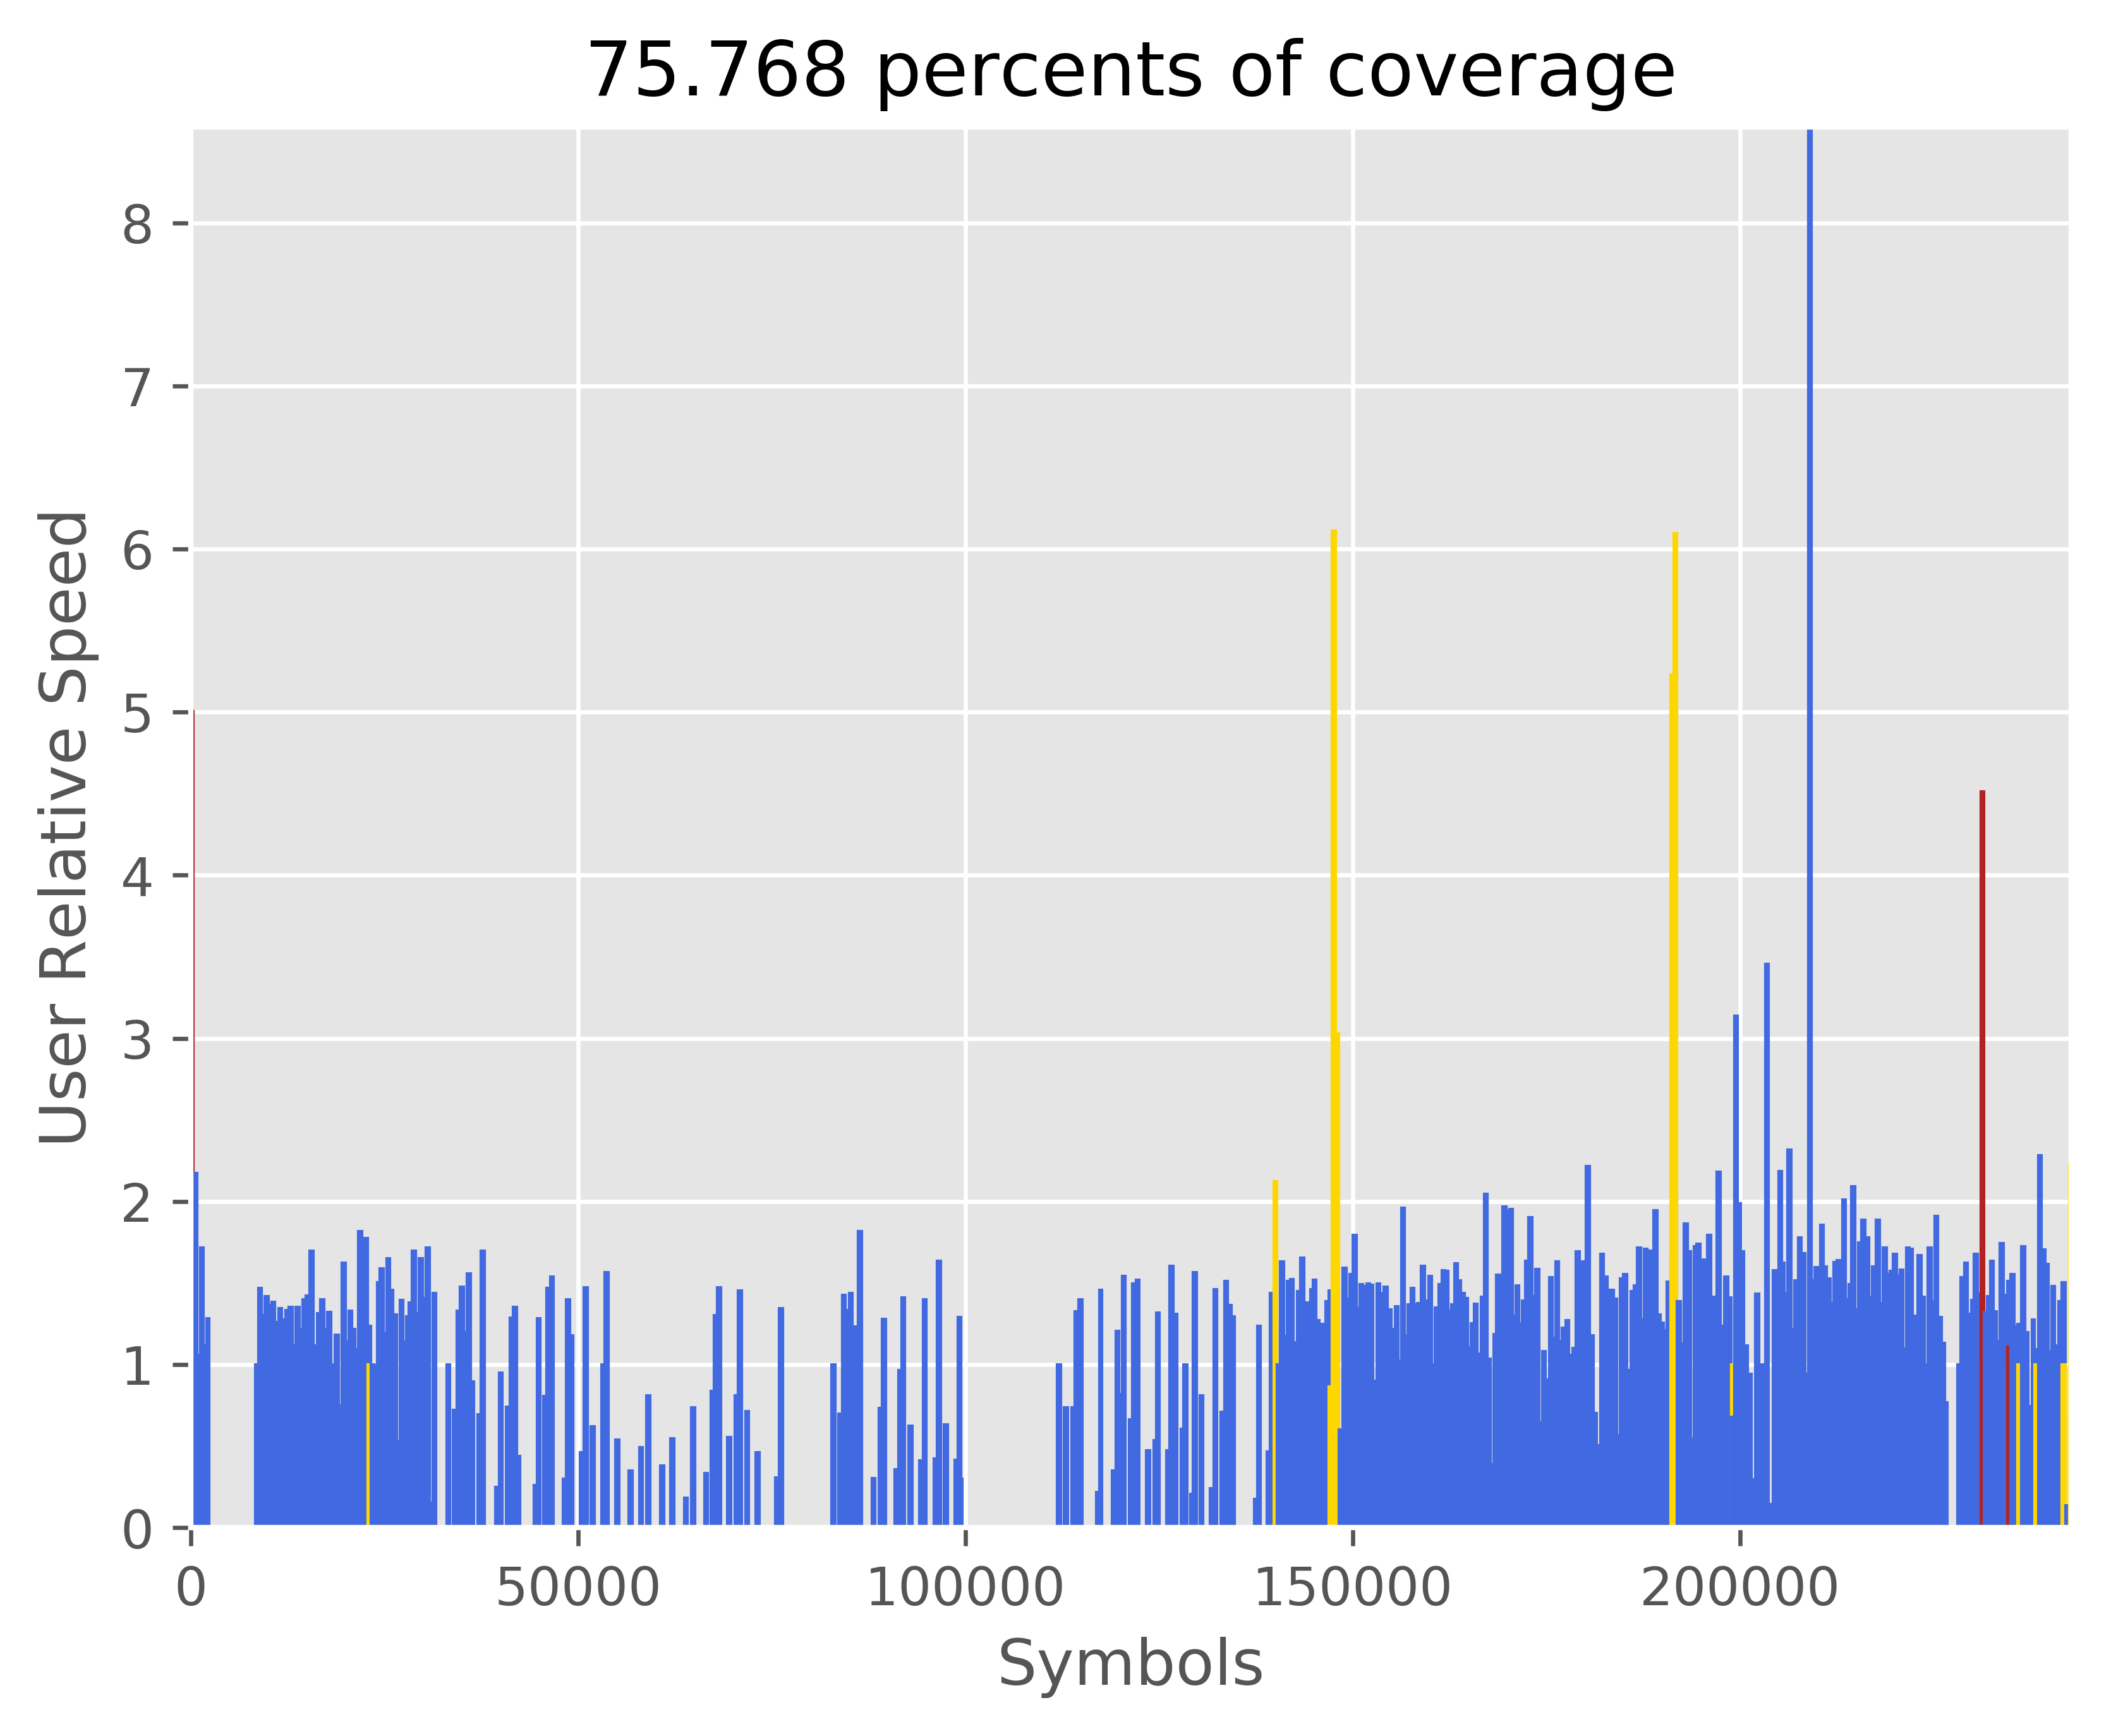 75.768 percents of coverage
User Relative Speed
8
7
6
5
4
3
2
1
0
0 50000 100000 150000 200000
Symbols